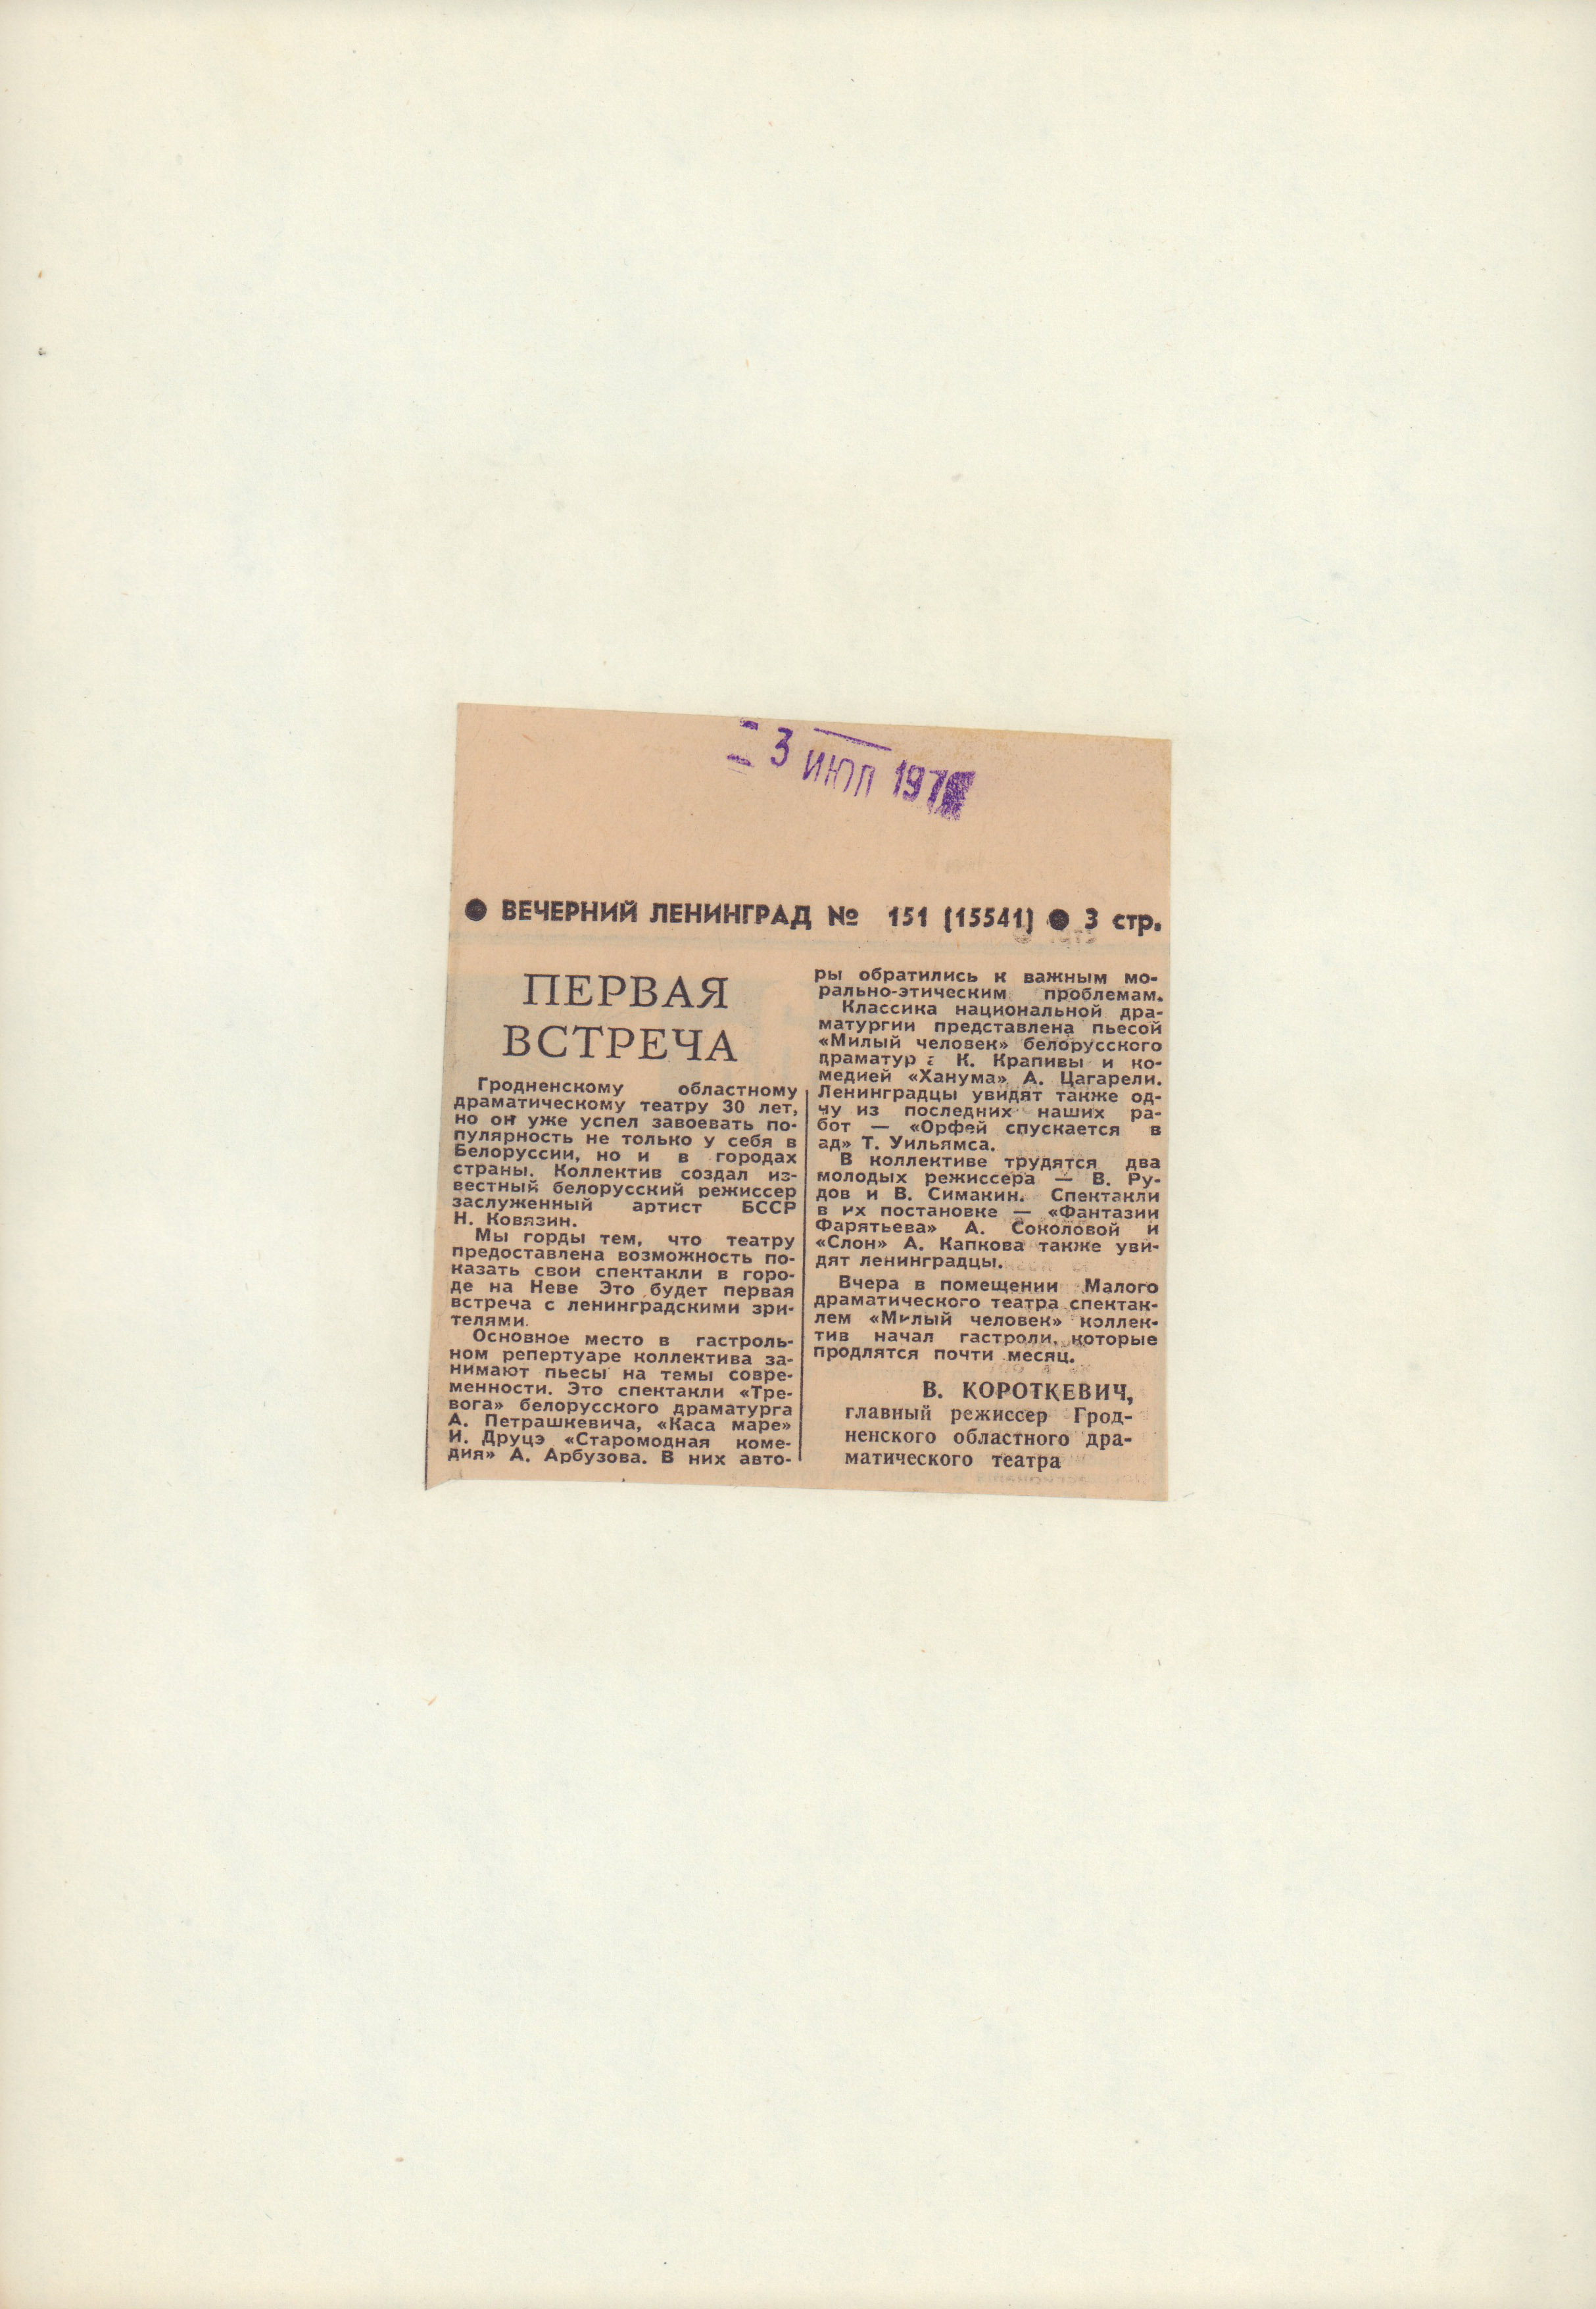 3 ИЮЛ 197
● ВЕЧЕРНИЙ ЛЕНИНГРАД № 151 (15541) ● 3 стр.
ПЕРВАЯ
ВСТРЕЧА
Гродненскому областному
драматическому театру 30 лет,
но он уже успел завоевать по-
пулярность не только у себя в
Белоруссии, но и в городах
страны. Коллектив создал из-
вестный белорусский режиссер
заслуженный артист БССР
Н. Ковязин.
Мы горды тем, что театру
предоставлена возможность по-
казать свои спектакли в горо-
де на Неве Это будет первая
встреча с ленинградскими зри-
телями.
Основное место в гастроль-
ном репертуаре коллектива за-
нимают пьесы на темы совре-
менности. Это спектакли «Тре-
вога» белорусского драматурга
А. Петрашкевича, «Каса маре»
И. Друцэ «Старомодная коме-
дия» А. Арбузова. В них авто-
ры обратились к важным мо-
рально-этическим проблемам.
Классика национальной дра-
матургии представлена пьесой
«Милый человек» белорусского
драматурга К. Крапивы и ко-
медией «Ханума» А. Цагарели.
Ленинградцы увидят также од-
ну из последних наших ра-
бот — «Орфей спускается в
ад» Т. Уильямса.
В коллективе трудятся два
молодых режиссера — В. Ру-
дов и В. Симакин. Спектакли
в их постановке — «Фантазии
Фарятьева» А. Соколовой и
«Слон» А. Капкова также уви-
дят ленинградцы.
Вчера в помещении Малого
драматического театра спектак-
лем «Милый человек» коллек-
тив начал гастроли, которые
продлятся почти месяц.
В. КОРОТКЕВИЧ,
главный режиссер Грод-
ненского областного дра-
матического театра